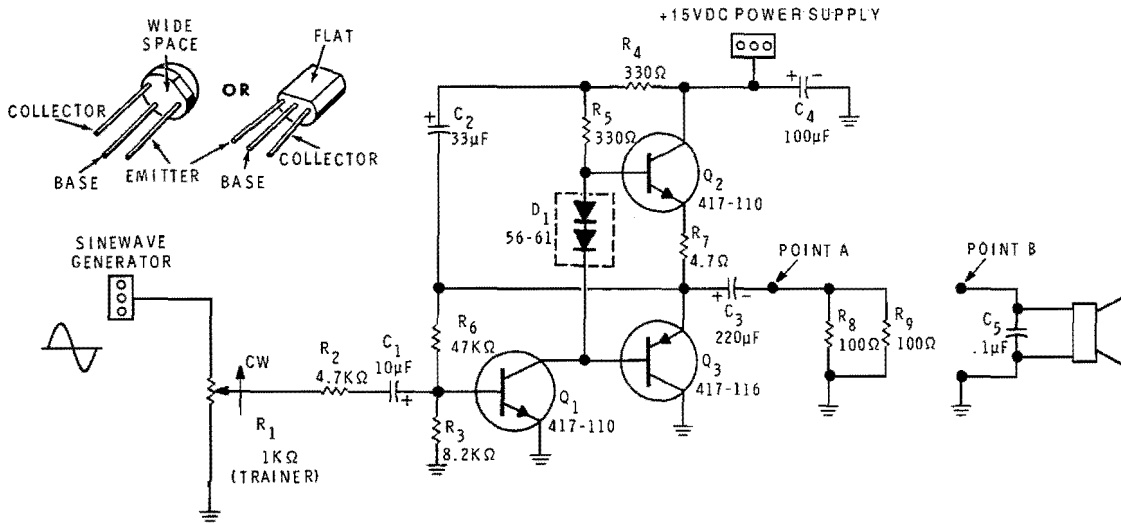 WIDE
SPACE
FLAT
COLLECTOR
OR
BASE
EMITTER
BASE
COLLECTOR
+15VDC POWER SUPPLY
R4
330Ω
C2
33µF
R5
330Ω
C4
100µF
Q2
417-110
D1
56-61
R7
4.7Ω
SINEWAVE
GENERATOR
POINT A
POINT B
C3
220µF
R6
47KΩ
R8
100Ω
R9
100Ω
C5
.1µF
CW
R2
4.7KΩ
C1
10µF
Q3
417-116
R1
1KΩ
(TRAINER)
R3
8.2KΩ
Q1
417-110